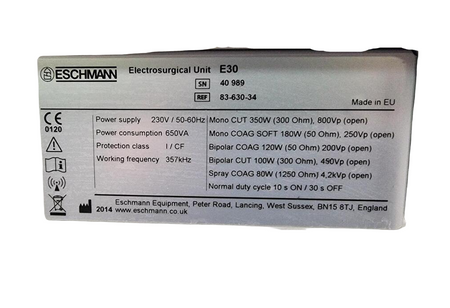 ESCHMANN Electrosurgical Unit E30
SN 40 989
REF 83-630-34
Made in EU
CE 0120
Power supply 230V / 50-60Hz
Power consumption 650VA
Protection class I / CF
Working frequency 357kHz
Mono CUT 350W (300 Ohm), 800Vp (open)
Mono COAG SOFT 180W (50 Ohm), 250Vp (open)
Bipolar COAG 120W (50 Ohm) 200Vp (open)
Bipolar CUT 100W (300 Ohm), 490Vp (open)
Spray COAG 80W (1250 Ohm) 4,2kVp (open)
Normal duty cycle 10 s ON / 30 s OFF
Eschmann Equipment, Peter Road, Lancing, West Sussex, BN15 8TJ, England
2014 www.eschmann.co.uk